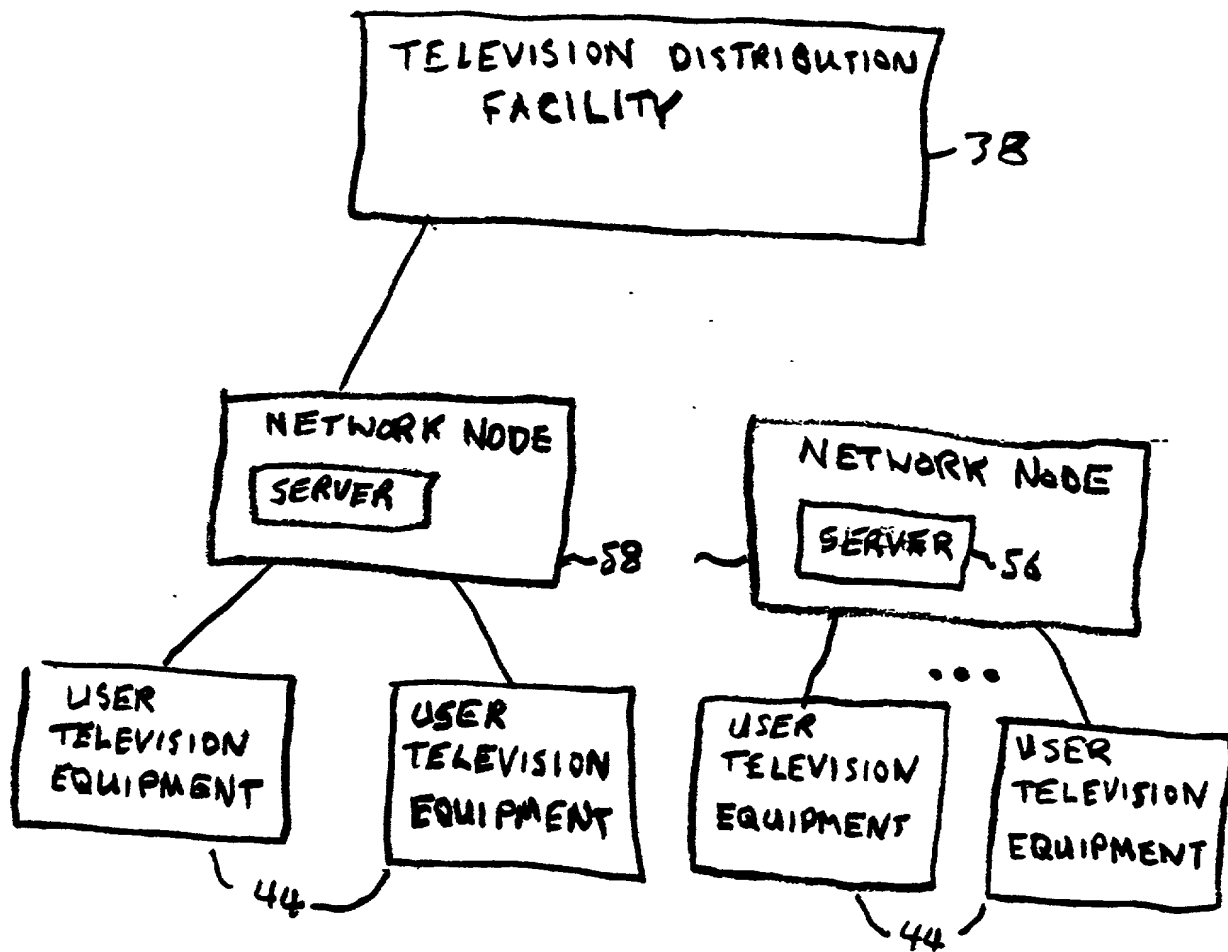 TELEVISION DISTRIBUTION
FACILITY
38
NETWORK NODE
SERVER
58
NETWORK NODE
SERVER
56
USER
TELEVISION
EQUIPMENT
USER
TELEVISION
EQUIPMENT
44
USER
TELEVISION
EQUIPMENT
USER
TELEVISION
EQUIPMENT
44